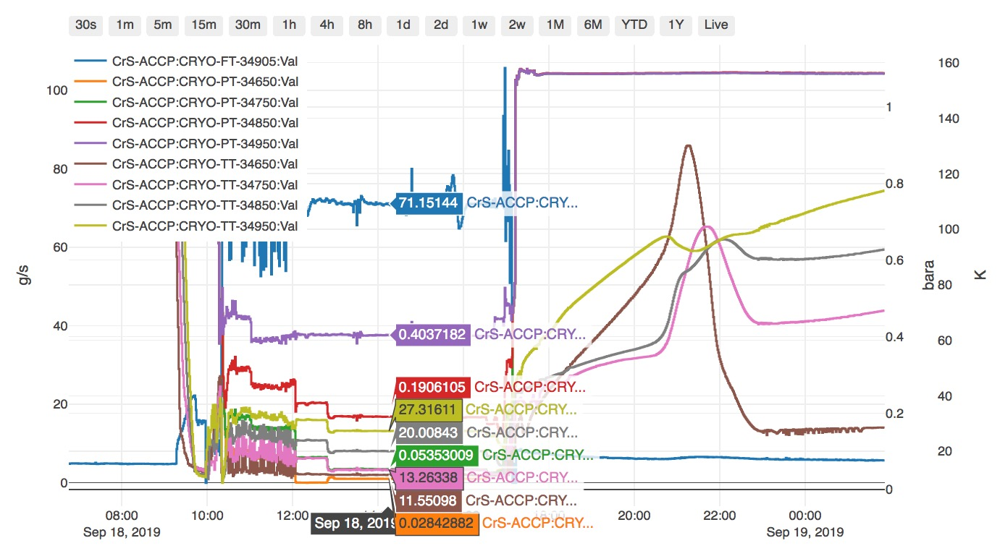 30s 1m 5m 15m 30m 1h 4h 8h 1d 2d 1w 2w 1M 6M YTD 1Y Live
CrS-ACCP:CRYO-FT-34905:Val
CrS-ACCP:CRYO-PT-34650:Val
CrS-ACCP:CRYO-PT-34750:Val
CrS-ACCP:CRYO-PT-34850:Val
CrS-ACCP:CRYO-PT-34950:Val
CrS-ACCP:CRYO-TT-34650:Val
CrS-ACCP:CRYO-TT-34750:Val
CrS-ACCP:CRYO-TT-34850:Val
CrS-ACCP:CRYO-TT-34950:Val
100
80
60
40
20
0
g/s
71.15144 CrS-ACCP:CRY...
0.4037182 CrS-ACCP:CRY...
0.1906105 CrS-ACCP:CRY...
27.31611 CrS-ACCP:CRY...
20.00843 CrS-ACCP:CRY...
0.05353009 CrS-ACCP:CRY...
13.26338 CrS-ACCP:CRY...
11.55098 CrS-ACCP:CRY...
0.02842882 CrS-ACCP:CRY...
1
0.8
0.6
0.4
0.2
0
bara
160
140
120
100
80
60
40
20
K
08:00 10:00 12:00 18:00 20:00 22:00 00:00
Sep 18, 2019
Sep 18, 2019
Sep 19, 2019